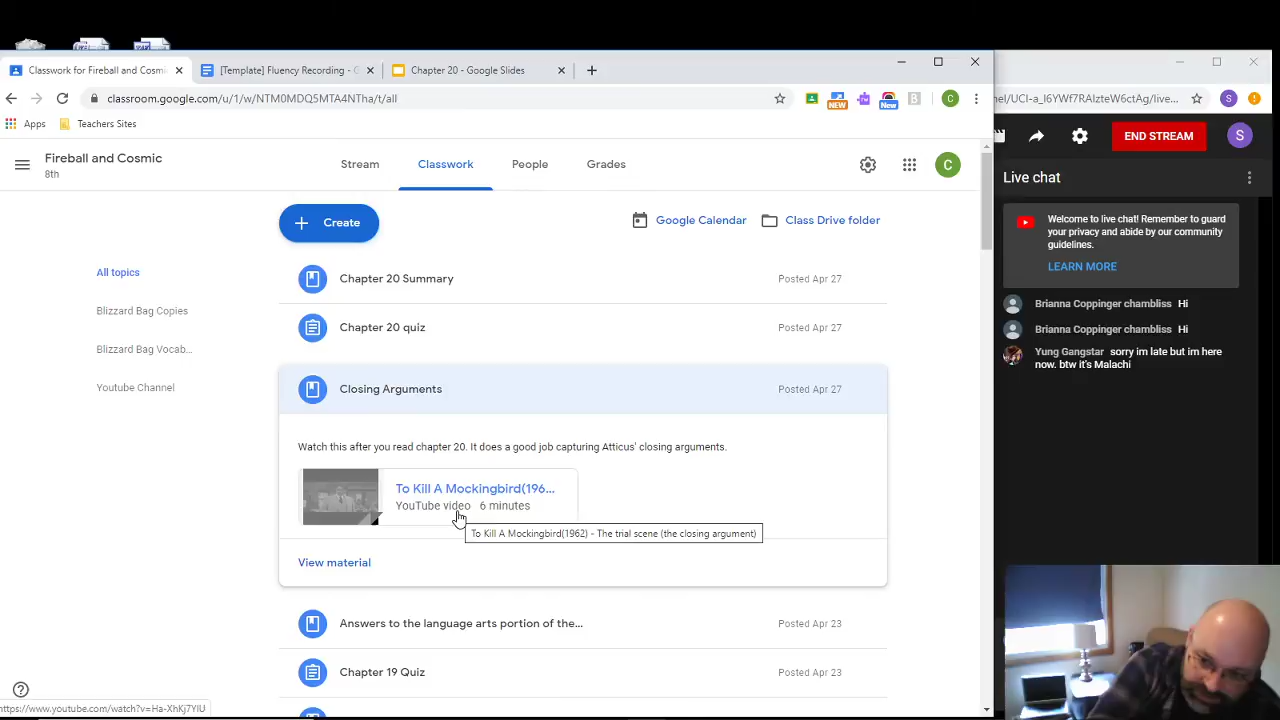 Classwork for Fireball and Cosmi
[Template] Fluency Recording - G
Chapter 20 - Google Slides
classroom.google.com/u/1/w/NTM0MDQ5MTA4NTha/t/all
nel/UCI-a_l6YWf7RAIzteW6ctAg/live...
NEW
New
C
S
Apps
Teachers Sites
Fireball and Cosmic
8th
Stream
Classwork
People
Grades
C
END STREAM
S
Live chat
Create
Google Calendar
Class Drive folder
Welcome to live chat! Remember to guard
your privacy and abide by our community
guidelines.
LEARN MORE
All topics
Blizzard Bag Copies
Blizzard Bag Vocab...
Youtube Channel
Chapter 20 Summary
Posted Apr 27
Chapter 20 quiz
Posted Apr 27
Closing Arguments
Posted Apr 27
Watch this after you read chapter 20. It does a good job capturing Atticus' closing arguments.
To Kill A Mockingbird(196...
YouTube video 6 minutes
To Kill A Mockingbird(1962) - The trial scene (the closing argument)
View material
Answers to the language arts portion of the...
Posted Apr 23
Chapter 19 Quiz
Posted Apr 23
Brianna Coppinger chambliss Hi
Brianna Coppinger chambliss Hi
Yung Gangstar sorry im late but im here
now. btw it's Malachi
https://www.youtube.com/watch?v=Ha-XhKj7YIU